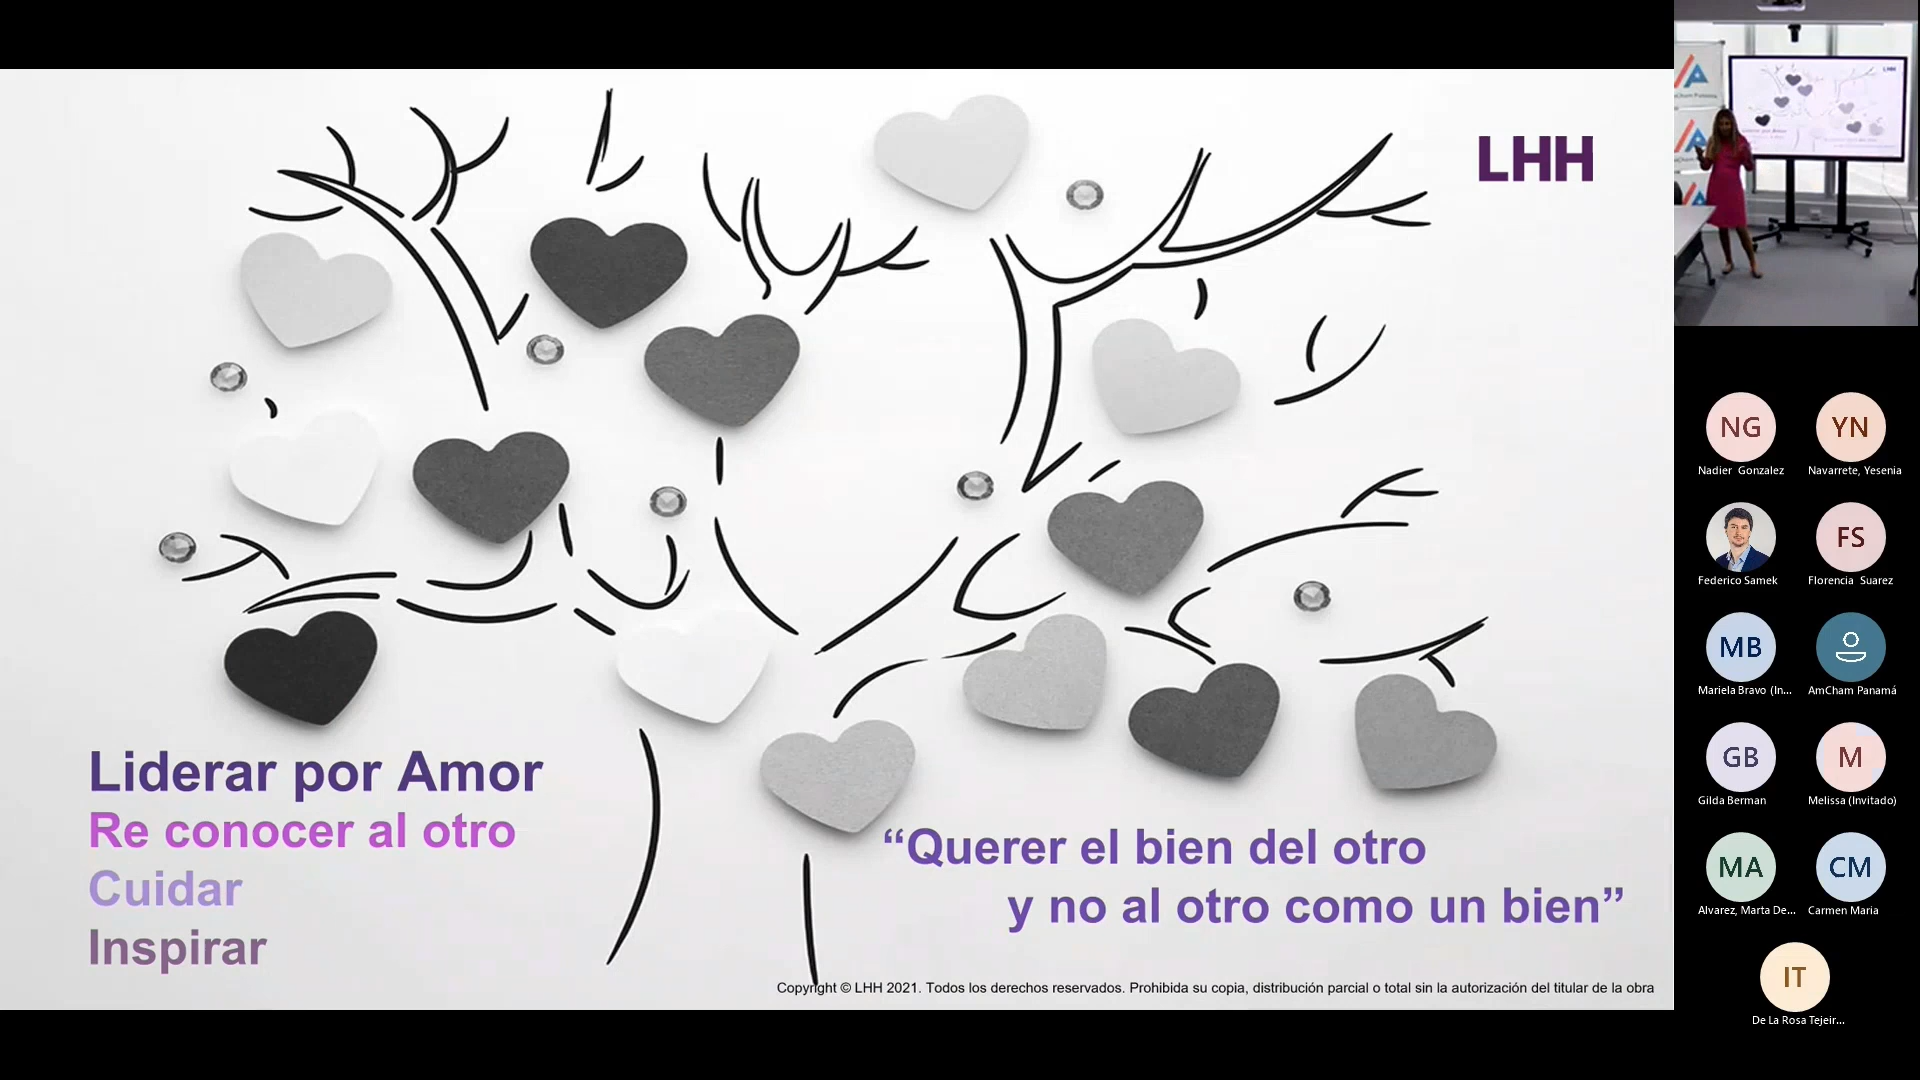 LHH
Liderar por Amor
Re conocer al otro
Cuidar
Inspirar
“Querer el bien del otro
y no al otro como un bien”
Copyright © LHH 2021. Todos los derechos reservados. Prohibida su copia, distribución parcial o total sin la autorización del titular de la obra
LHH
NG
Nadier Gonzalez
YN
Navarrete, Yesenia
Federico Samek
FS
Florencia Suarez
MB
Mariela Bravo (In...
AmCham Panamá
GB
Gilda Berman
M
Melissa (Invitado)
MA
Alvarez, Marta De...
CM
Carmen Maria
IT
De La Rosa Tejeir...